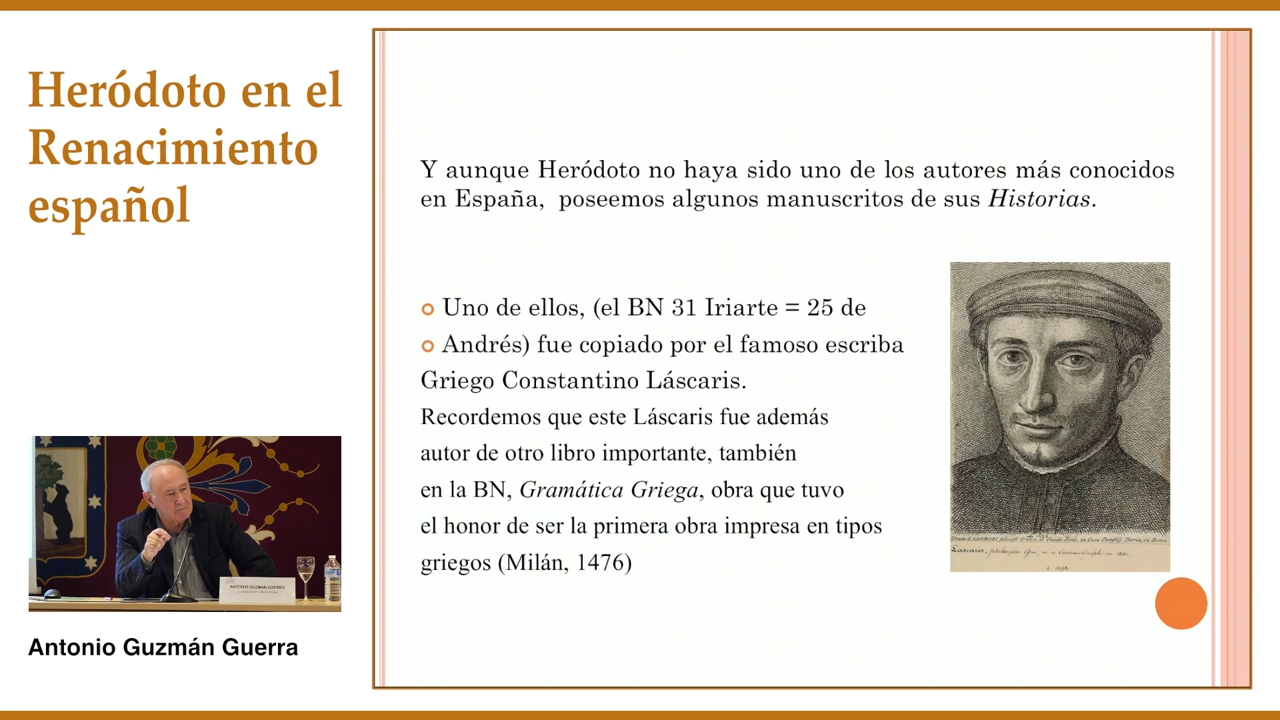 Heródoto en el
Renacimiento
español
Y aunque Heródoto no haya sido uno de los autores más conocidos
en España, poseemos algunos manuscritos de sus Historias.
Uno de ellos, (el BN 31 Iriarte = 25 de
Andrés) fue copiado por el famoso escriba
Griego Constantino Láscaris.
Recordemos que este Láscaris fue además
autor de otro libro importante, también
en la BN, Gramática Griega, obra que tuvo
el honor de ser la primera obra impresa en tipos
griegos (Milán, 1476)
ANTONIO GUZMÁN GUERRA
Antonio Guzmán Guerra